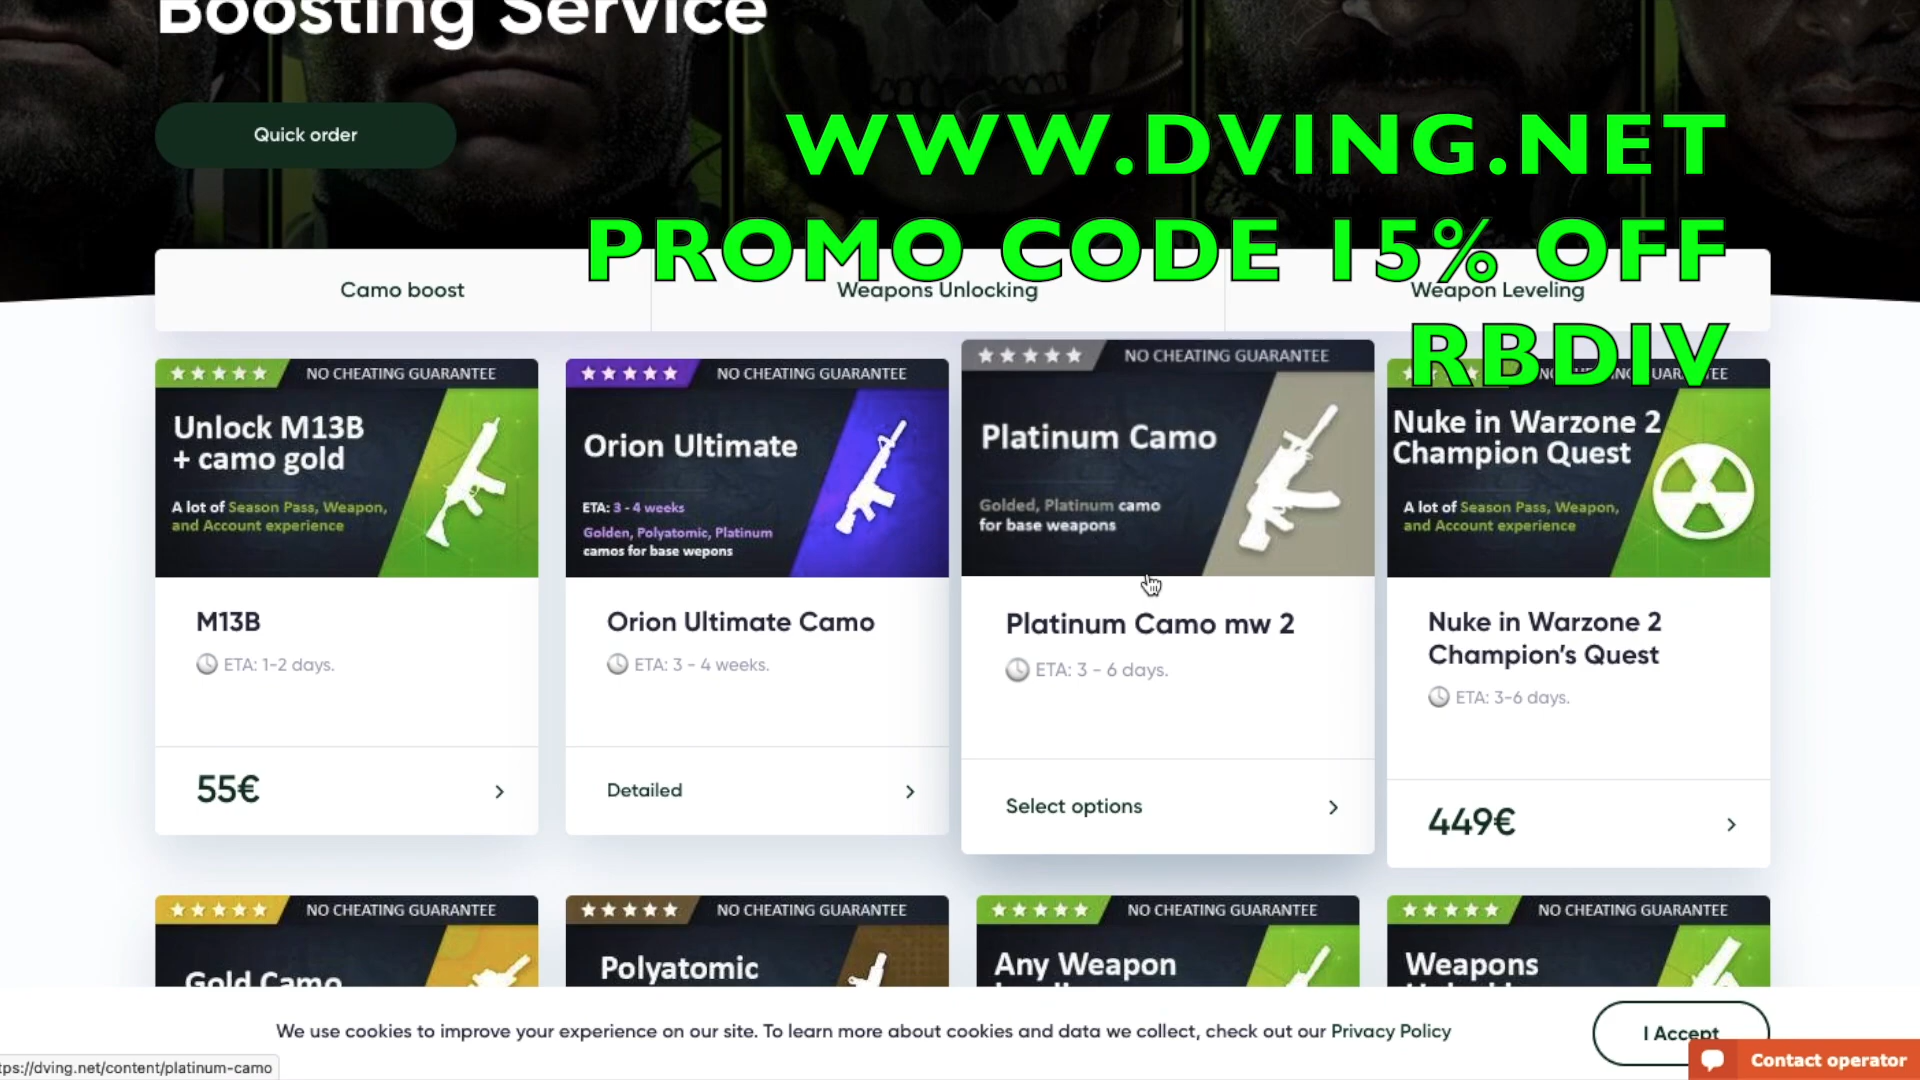 Boosting Service
Quick order
WWW.DVING.NET
PROMO CODE 15% OFF
RBDIV
Camo boost
Weapons Unlocking
Weapon Leveling
NO CHEATING GUARANTEE
Unlock M13B
+ camo gold
A lot of Season Pass, Weapon,
and Account experience
M13B
ETA: 1-2 days.
55€
NO CHEATING GUARANTEE
Orion Ultimate
ETA: 3 - 4 weeks
Golden, Polyatomic, Platinum
camos for base wepons
Orion Ultimate Camo
ETA: 3 - 4 weeks.
Detailed
NO CHEATING GUARANTEE
Platinum Camo
Golded, Platinum camo
for base weapons
Platinum Camo mw 2
ETA: 3 - 6 days.
Select options
Nuke in Warzone 2
Champion Quest
A lot of Season Pass, Weapon,
and Account experience
Nuke in Warzone 2
Champion's Quest
ETA: 3-6 days.
449€
NO CHEATING GUARANTEE
Gold Camo
NO CHEATING GUARANTEE
Polyatomic
NO CHEATING GUARANTEE
Any Weapon
NO CHEATING GUARANTEE
Weapons
We use cookies to improve your experience on our site. To learn more about cookies and data we collect, check out our Privacy Policy
I Accept
Contact operator
tps://dving.net/content/platinum-camo